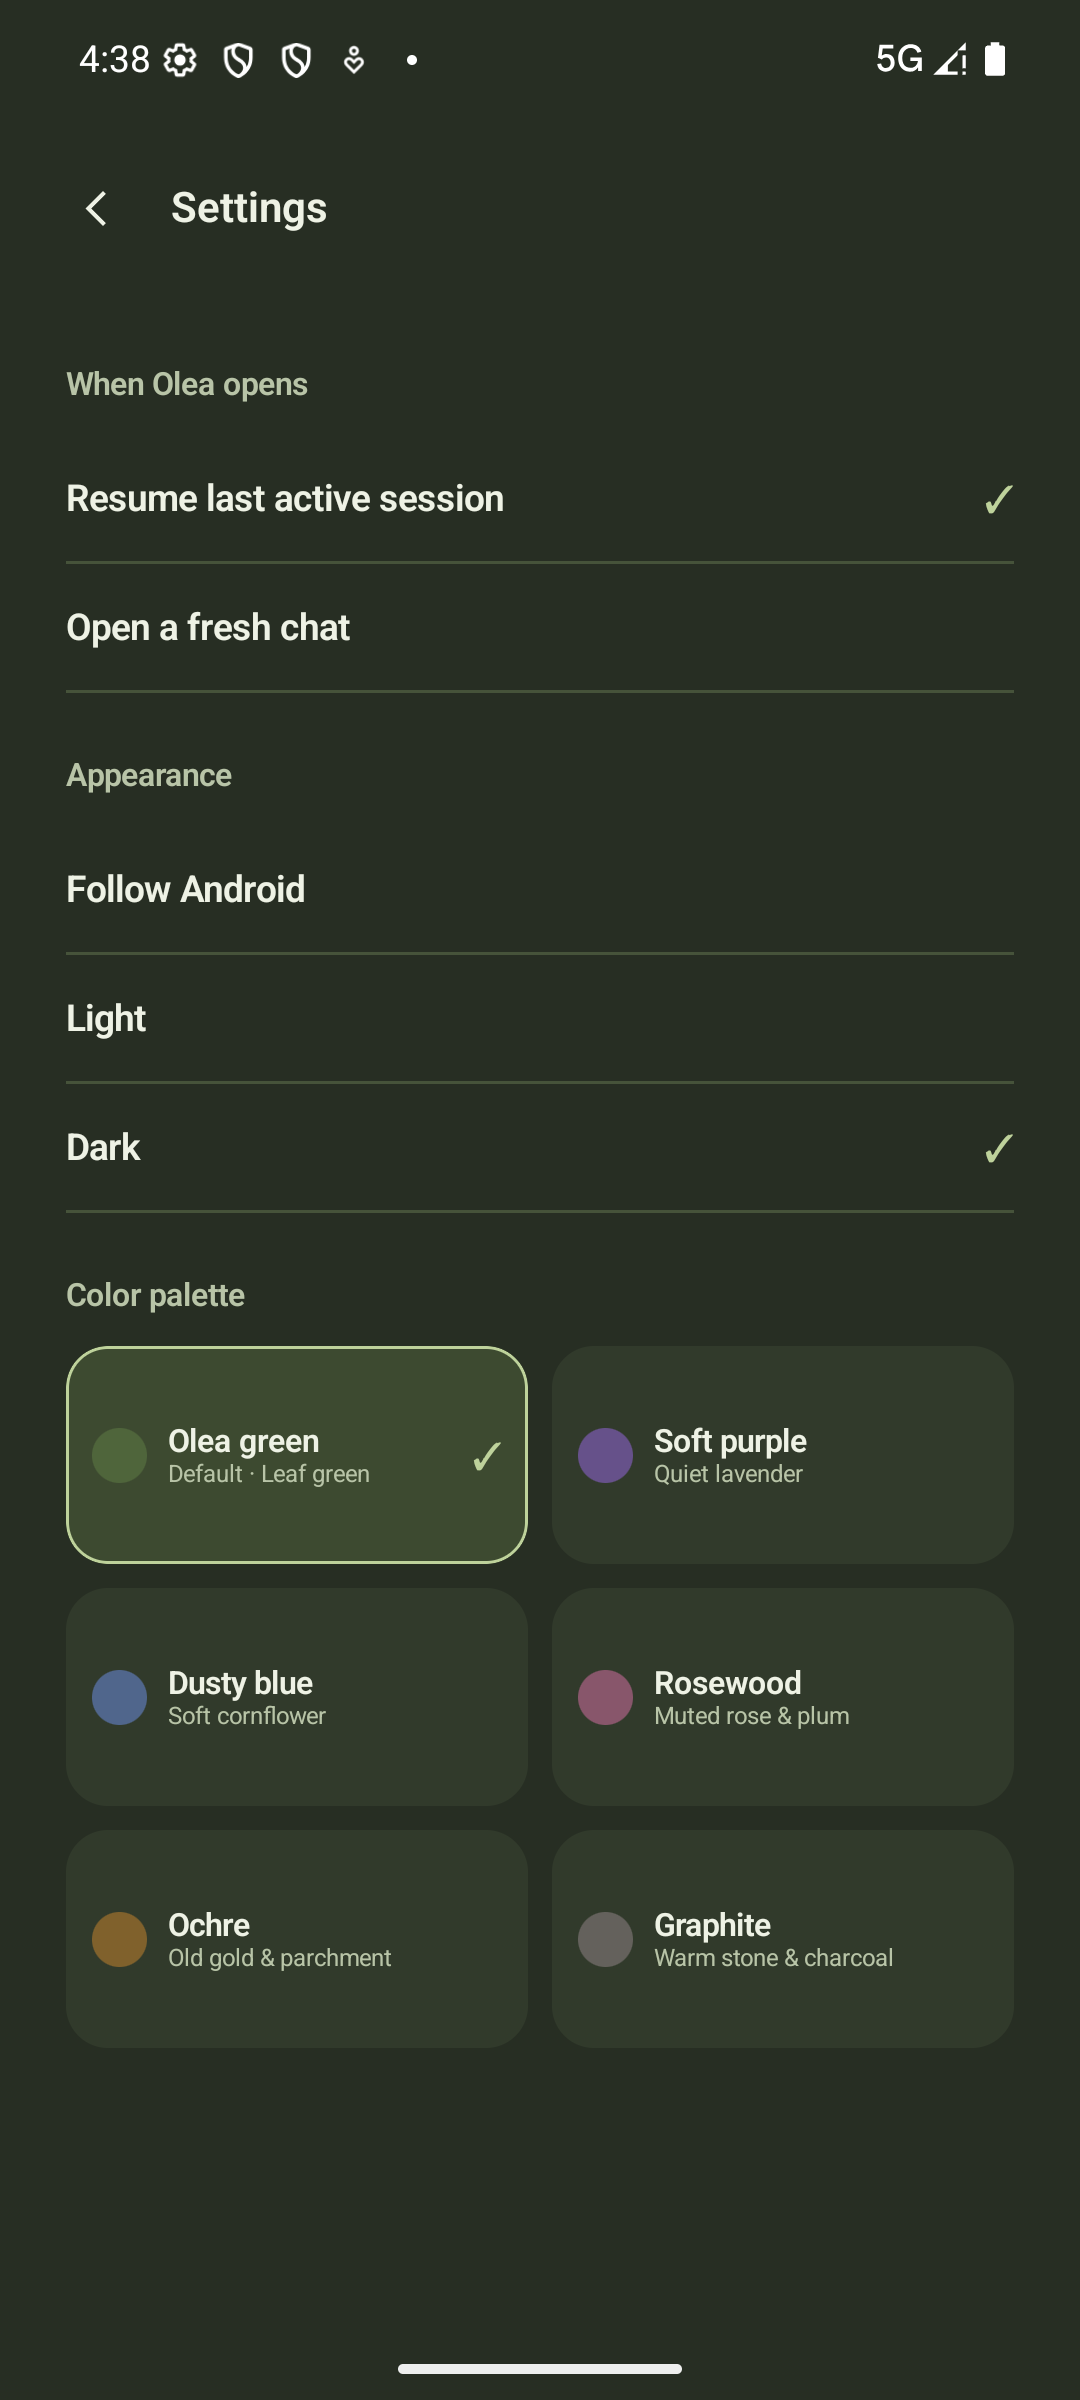 4:38
5G
Settings
When Olea opens
Resume last active session ✓
Open a fresh chat
Appearance
Follow Android
Light
Dark ✓
Color palette
Olea green ✓
Default · Leaf green
Soft purple
Quiet lavender
Dusty blue
Soft cornflower
Rosewood
Muted rose & plum
Ochre
Old gold & parchment
Graphite
Warm stone & charcoal